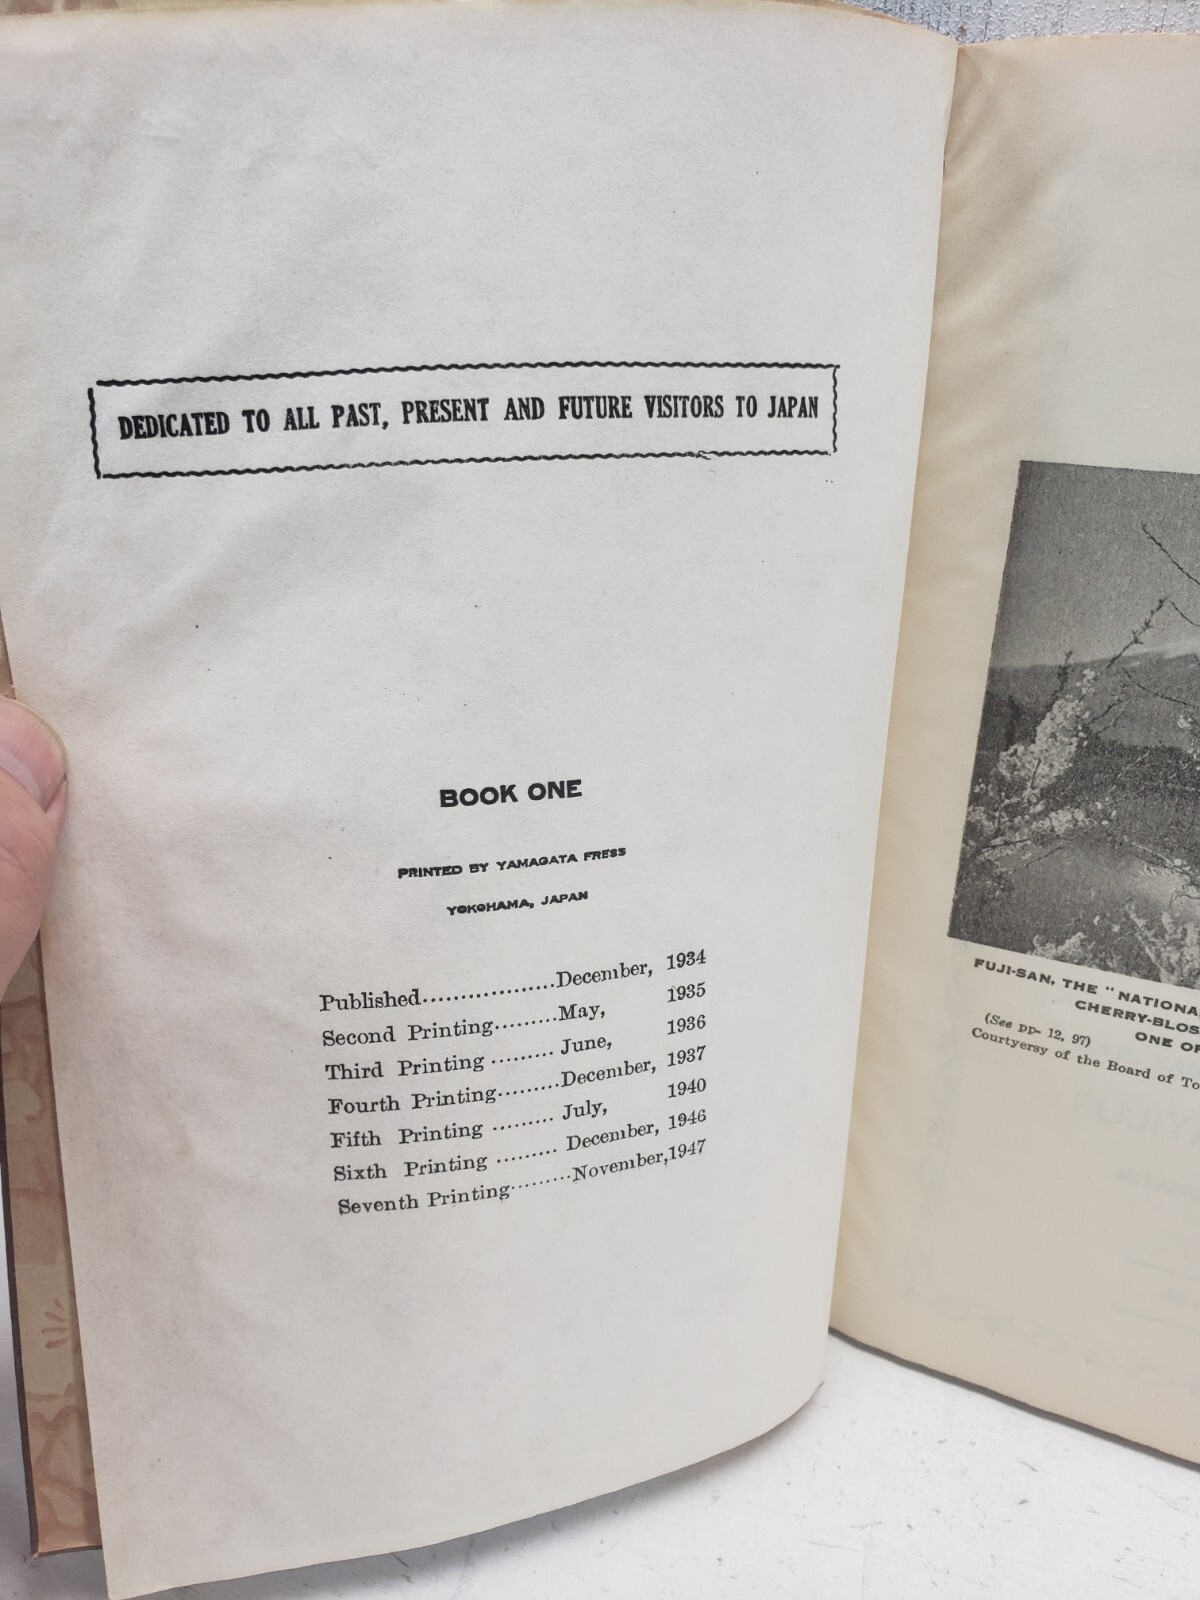 DEDICATED TO ALL PAST, PRESENT AND FUTURE VISITORS TO JAPAN
BOOK ONE
PRINTED BY YAMAGATA PRESS
YOKOHAMA, JAPAN
Published..................December, 1934
Second Printing.........May, 1935
Third Printing ......... June, 1936
Fourth Printing.........December, 1937
Fifth Printing ......... July, 1940
Sixth Printing ......... December, 1946
Seventh Printing.........November,1947
FUJI-SAN, THE "NATIONA
CHERRY-BLOS
ONE OF
(See pp- 12, 97)
Courtyersy of the Board of To